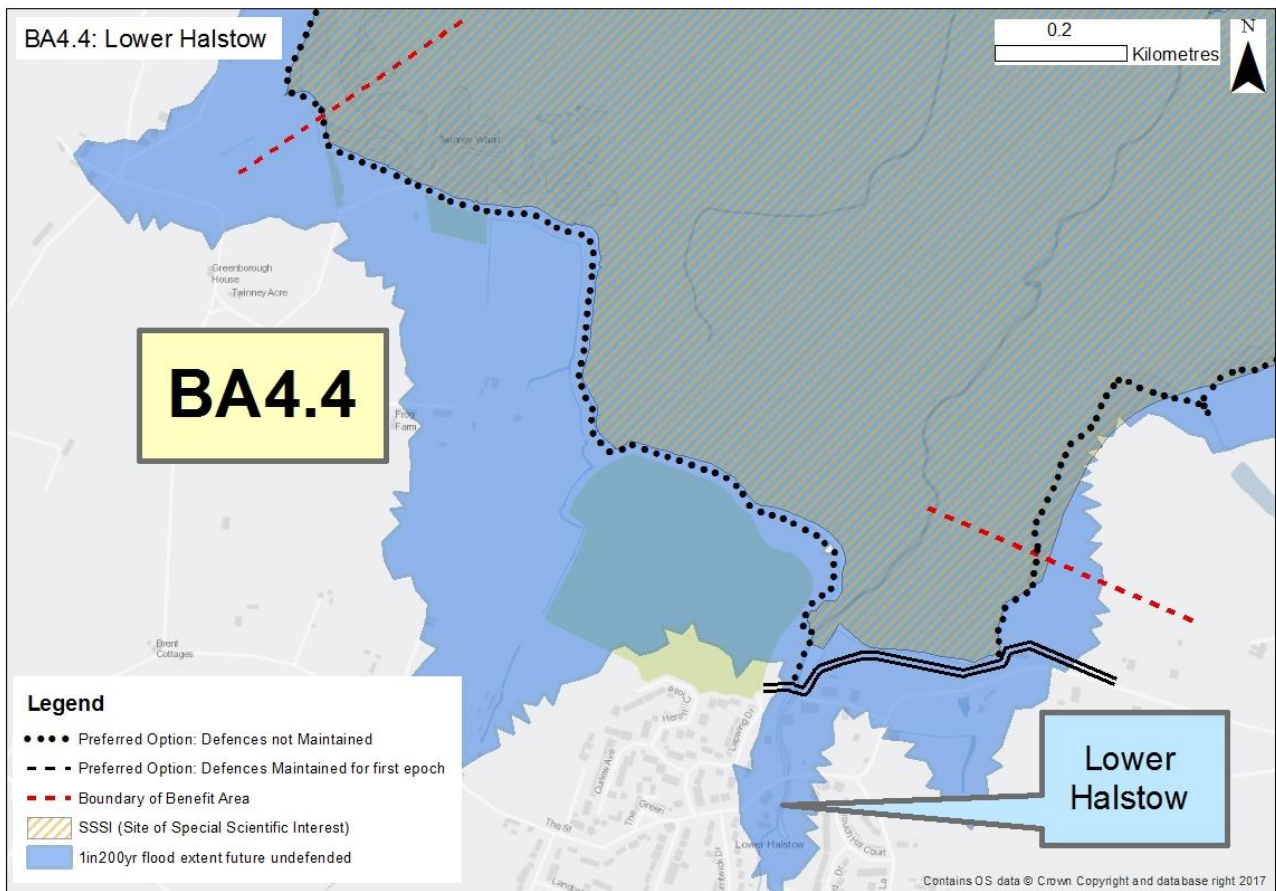 BA4.4: Lower Halstow
0.2
Kilometres
N
Twinney Wharf
Greenborough
House
Twinney Acre
BA4.4
Frog
Farm
Brent
Cottages
Heron Close
Lapwing Dr
Curlew Ave
The Green
The St
Lower Halstow
Court
La
Lower
Halstow
Legend
Preferred Option: Defences not Maintained
Preferred Option: Defences Maintained for first epoch
Boundary of Benefit Area
SSSI (Site of Special Scientific Interest)
1in200yr flood extent future undefended
Contains OS data © Crown Copyright and database right 2017